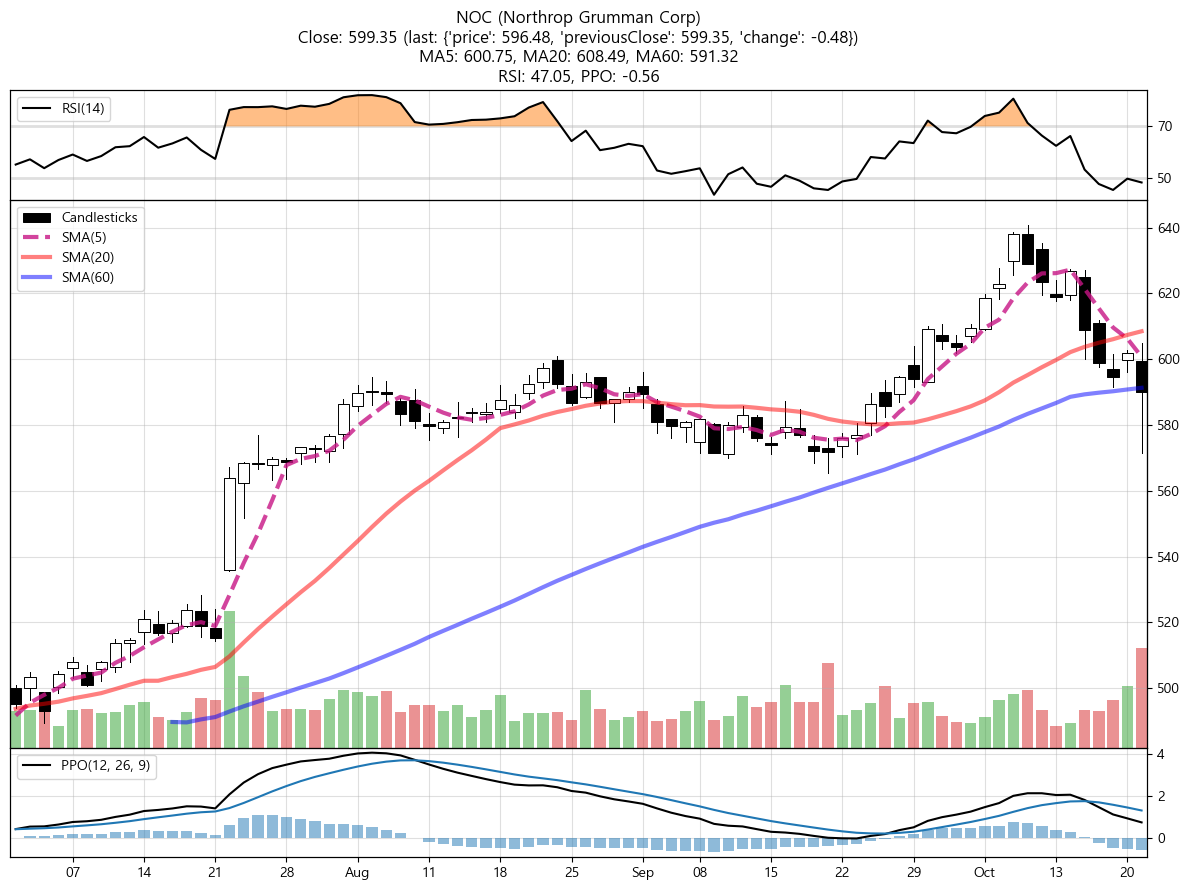 NOC (Northrop Grumman Corp)
Close: 599.35 (last: {'price': 596.48, 'previousClose': 599.35, 'change': -0.48})
MA5: 600.75, MA20: 608.49, MA60: 591.32
RSI: 47.05, PPO: -0.56
RSI(14)
70
50
Candlesticks
SMA(5)
SMA(20)
SMA(60)
640
620
600
580
560
540
520
500
PPO(12, 26, 9)
4
2
0
07 14 21 28 Aug 11 18 25 Sep 08 15 22 29 Oct 13 20